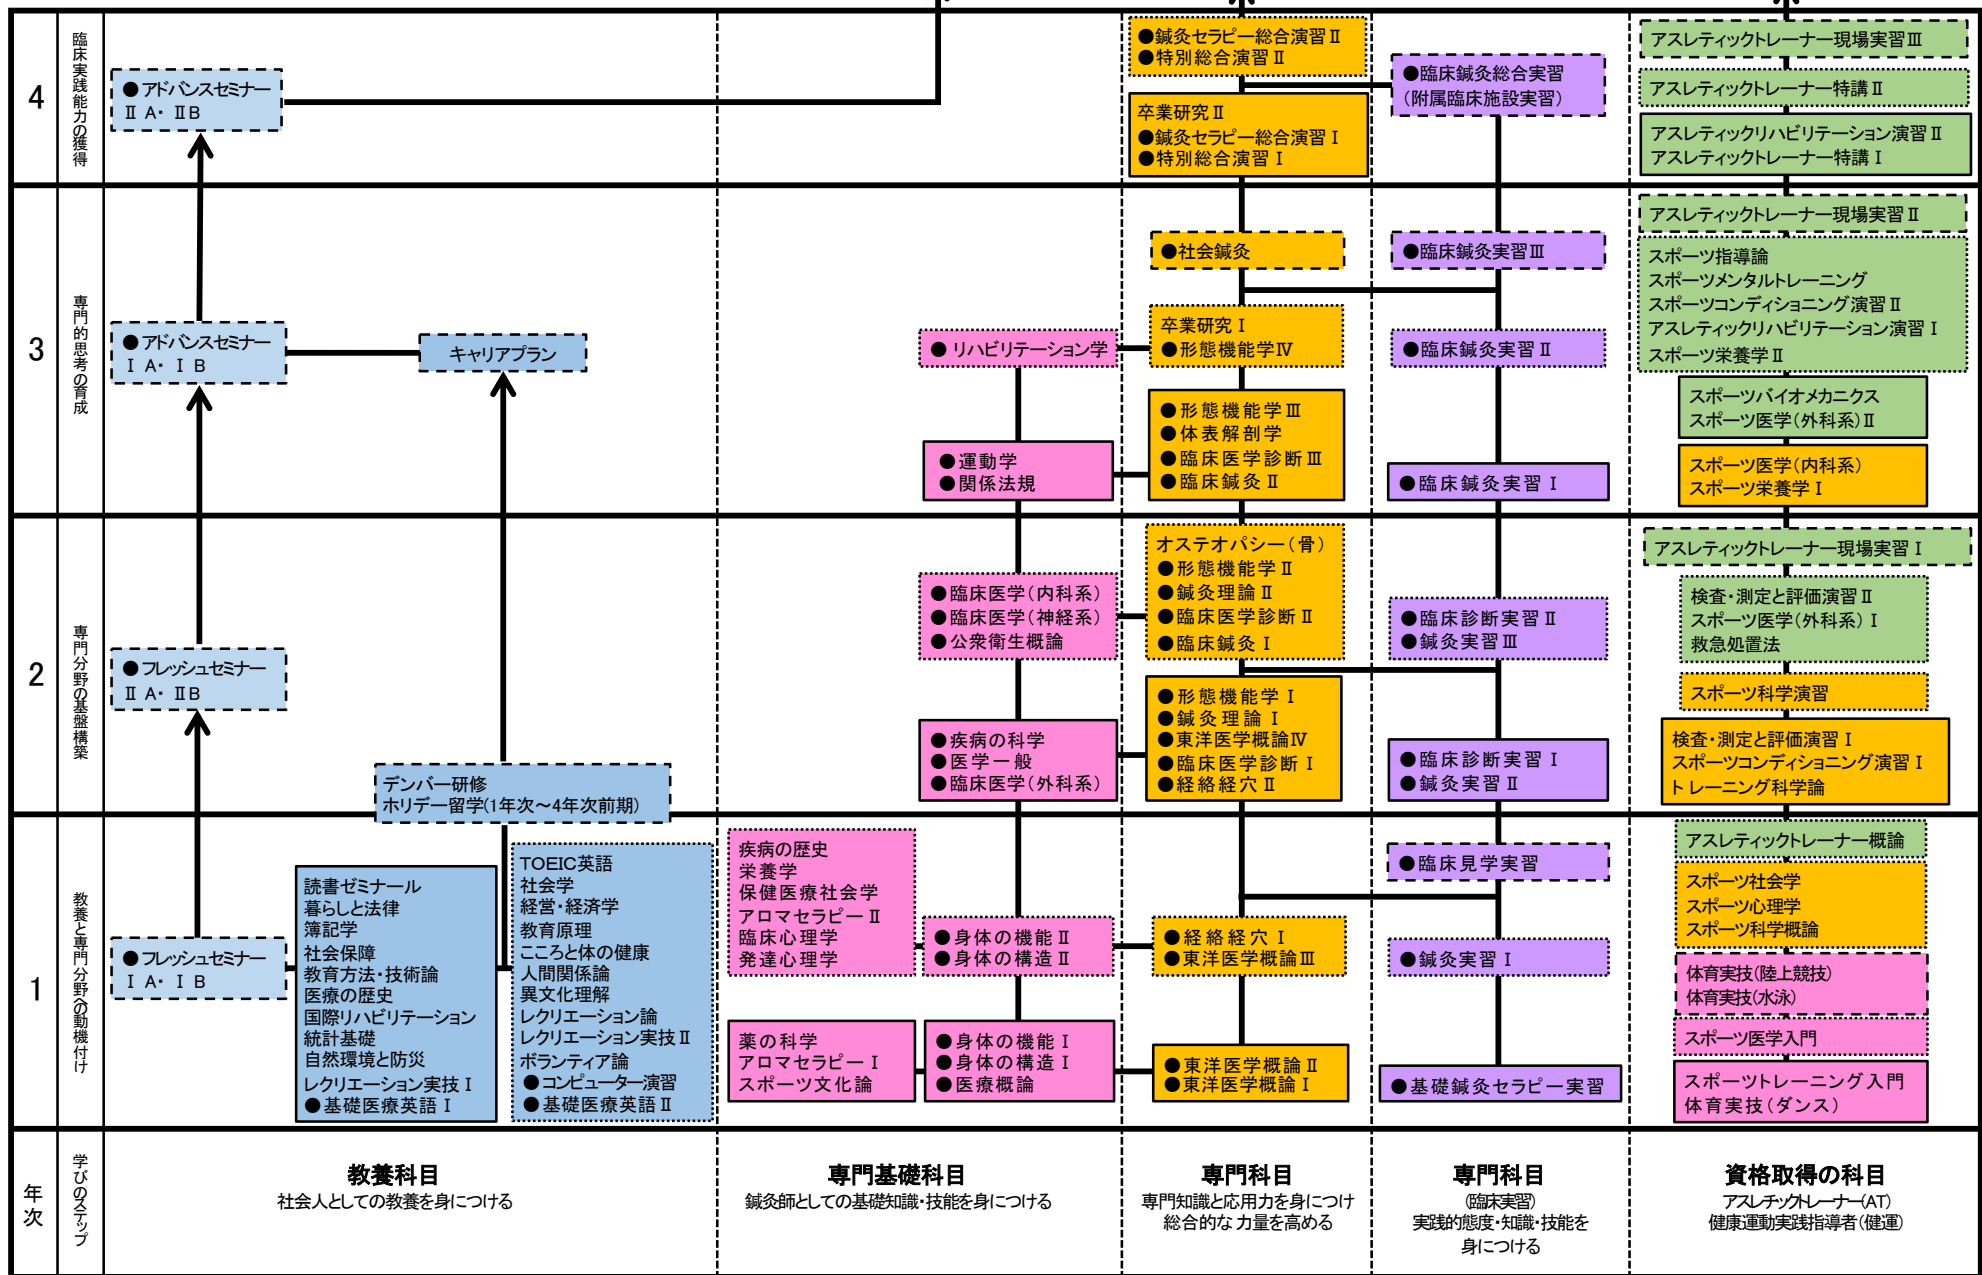 4
臨床実践能力の獲得
●アドバンスセミナー
Ⅱ A・ ⅡB
●鍼灸セラピー総合演習Ⅱ
●特別総合演習Ⅱ
卒業研究Ⅱ
●鍼灸セラピー総合演習Ⅰ
●特別総合演習Ⅰ
●臨床鍼灸総合実習
(附属臨床施設実習)
アスレティックトレーナー現場実習Ⅲ
アスレティックトレーナー特講Ⅱ
アスレティックリハビリテーション演習Ⅱ
アスレティックトレーナー特講Ⅰ
3
専門的思考の育成
●アドバンスセミナー
Ⅰ A・ Ⅰ B
キャリアプラン
●リハビリテーション学
●運動学
●関係法規
●社会鍼灸
卒業研究Ⅰ
●形態機能学Ⅳ
●形態機能学Ⅲ
●体表解剖学
●臨床医学診断Ⅲ
●臨床鍼灸Ⅱ
●臨床鍼灸実習Ⅲ
●臨床鍼灸実習Ⅱ
●臨床鍼灸実習Ⅰ
アスレティックトレーナー現場実習Ⅱ
スポーツ指導論
スポーツメンタルトレーニング
スポーツコンディショニング演習Ⅱ
アスレティックリハビリテーション演習Ⅰ
スポーツ栄養学Ⅱ
スポーツバイオメカニクス
スポーツ医学(外科系)Ⅱ
スポーツ医学(内科系)
スポーツ栄養学Ⅰ
2
専門分野の基盤構築
●フレッシュセミナー
Ⅱ A・ ⅡB
デンバー研修
ホリデー留学(1年次～4年次前期)
●臨床医学(内科系)
●臨床医学(神経系)
●公衆衛生概論
●疾病の科学
●医学一般
●臨床医学(外科系)
オステオパシー(骨)
●形態機能学Ⅱ
●鍼灸理論Ⅱ
●臨床医学診断Ⅱ
●臨床鍼灸Ⅰ
●形態機能学Ⅰ
●鍼灸理論Ⅰ
●東洋医学概論Ⅳ
●臨床医学診断Ⅰ
●経絡経穴Ⅱ
●臨床診断実習Ⅱ
●鍼灸実習Ⅲ
●臨床診断実習Ⅰ
●鍼灸実習Ⅱ
アスレティックトレーナー現場実習Ⅰ
検査・測定と評価演習Ⅱ
スポーツ医学(外科系)Ⅰ
救急処置法
スポーツ科学演習
検査・測定と評価演習Ⅰ
スポーツコンディショニング演習Ⅰ
トレーニング科学論
1
教養と専門分野への動機付け
●フレッシュセミナー
Ⅰ A・ Ⅰ B
読書ゼミナール
暮らしと法律
簿記学
社会保障
教育方法・技術論
医療の歴史
国際リハビリテーション
統計基礎
自然環境と防災
レクリエーション実技Ⅰ
●基礎医療英語Ⅰ
TOEIC英語
社会学
経営・経済学
教育原理
こころと体の健康
人間関係論
異文化理解
レクリエーション論
レクリエーション実技Ⅱ
ボランティア論
●コンピューター演習
●基礎医療英語Ⅱ
疾病の歴史
栄養学
保健医療社会学
アロマセラピーⅡ
臨床心理学
発達心理学
薬の科学
アロマセラピーⅠ
スポーツ文化論
●身体の機能Ⅱ
●身体の構造Ⅱ
●身体の機能Ⅰ
●身体の構造Ⅰ
●医療概論
●経絡経穴Ⅰ
●東洋医学概論Ⅲ
●東洋医学概論Ⅱ
●東洋医学概論Ⅰ
●臨床見学実習
●鍼灸実習Ⅰ
●基礎鍼灸セラピー実習
アスレティックトレーナー概論
スポーツ社会学
スポーツ心理学
スポーツ科学概論
体育実技(陸上競技)
体育実技(水泳)
スポーツ医学入門
スポーツトレーニング入門
体育実技(ダンス)
年次
学びのステップ
教養科目
社会人としての教養を身につける
専門基礎科目
鍼灸師としての基礎知識・技能を身につける
専門科目
専門知識と応用力を身につけ
総合的な力量を高める
専門科目
(臨床実習)
実践的態度・知識・技能を
身につける
資格取得の科目
アスレチックトレーナー(AT)
健康運動実践指導者(健運)